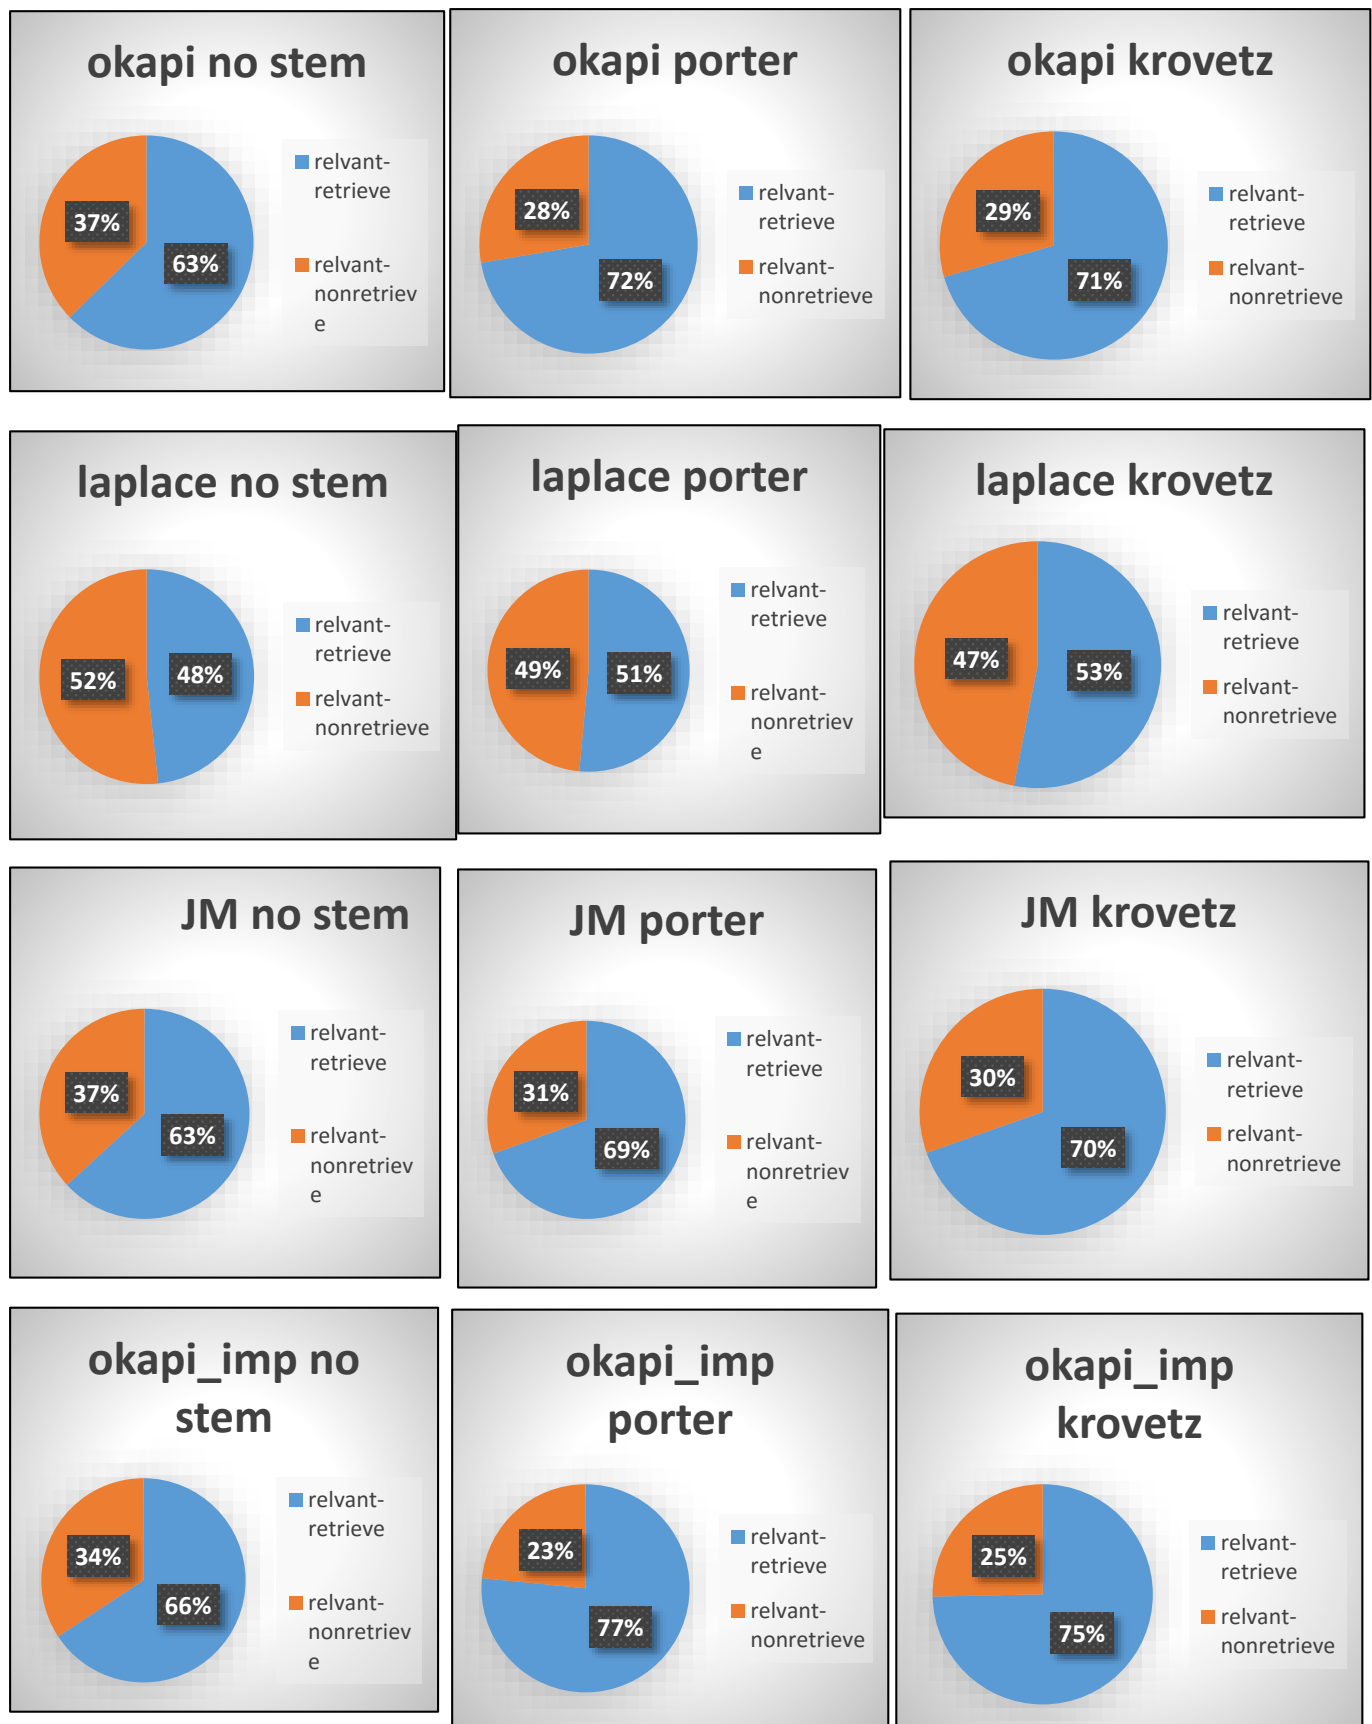 okapi no stem
37%
63%
relvant-
retrieve
relvant-
nonretriev
e
okapi porter
28%
72%
relvant-
retrieve
relvant-
nonretrieve
okapi krovetz
29%
71%
relvant-
retrieve
relvant-
nonretrieve
laplace no stem
52%
48%
relvant-
retrieve
relvant-
nonretrieve
laplace porter
49%
51%
relvant-
retrieve
relvant-
nonretriev
e
laplace krovetz
47%
53%
relvant-
retrieve
relvant-
nonretrieve
JM no stem
37%
63%
relvant-
retrieve
relvant-
nonretriev
e
JM porter
31%
69%
relvant-
retrieve
relvant-
nonretriev
e
JM krovetz
30%
70%
relvant-
retrieve
relvant-
nonretrieve
okapi_imp no
stem
34%
66%
relvant-
retrieve
relvant-
nonretriev
e
okapi_imp
porter
23%
77%
relvant-
retrieve
relvant-
nonretrieve
okapi_imp
krovetz
25%
75%
relvant-
retrieve
relvant-
nonretrieve